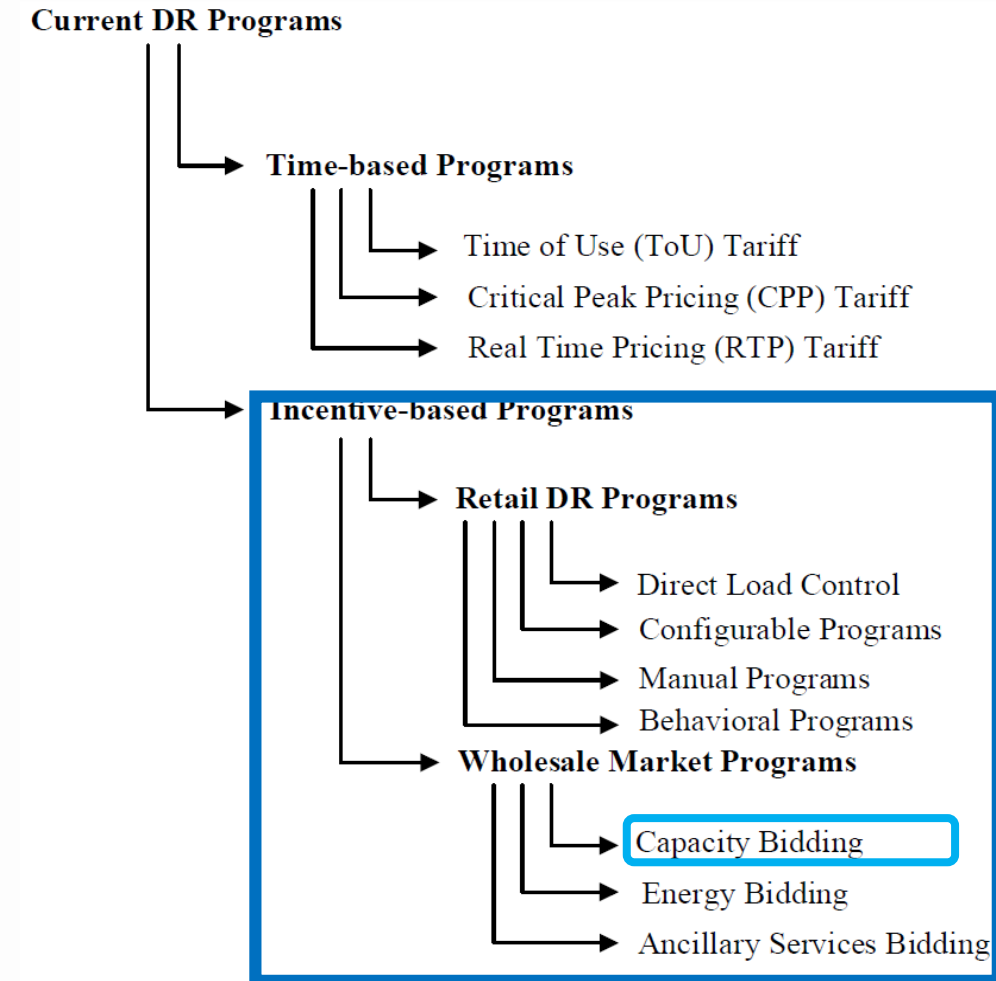 Current DR Programs
Time-based Programs
Time of Use (ToU) Tariff
Critical Peak Pricing (CPP) Tariff
Real Time Pricing (RTP) Tariff
Incentive-based Programs
Retail DR Programs
Direct Load Control
Configurable Programs
Manual Programs
Behavioral Programs
Wholesale Market Programs
Capacity Bidding
Energy Bidding
Ancillary Services Bidding